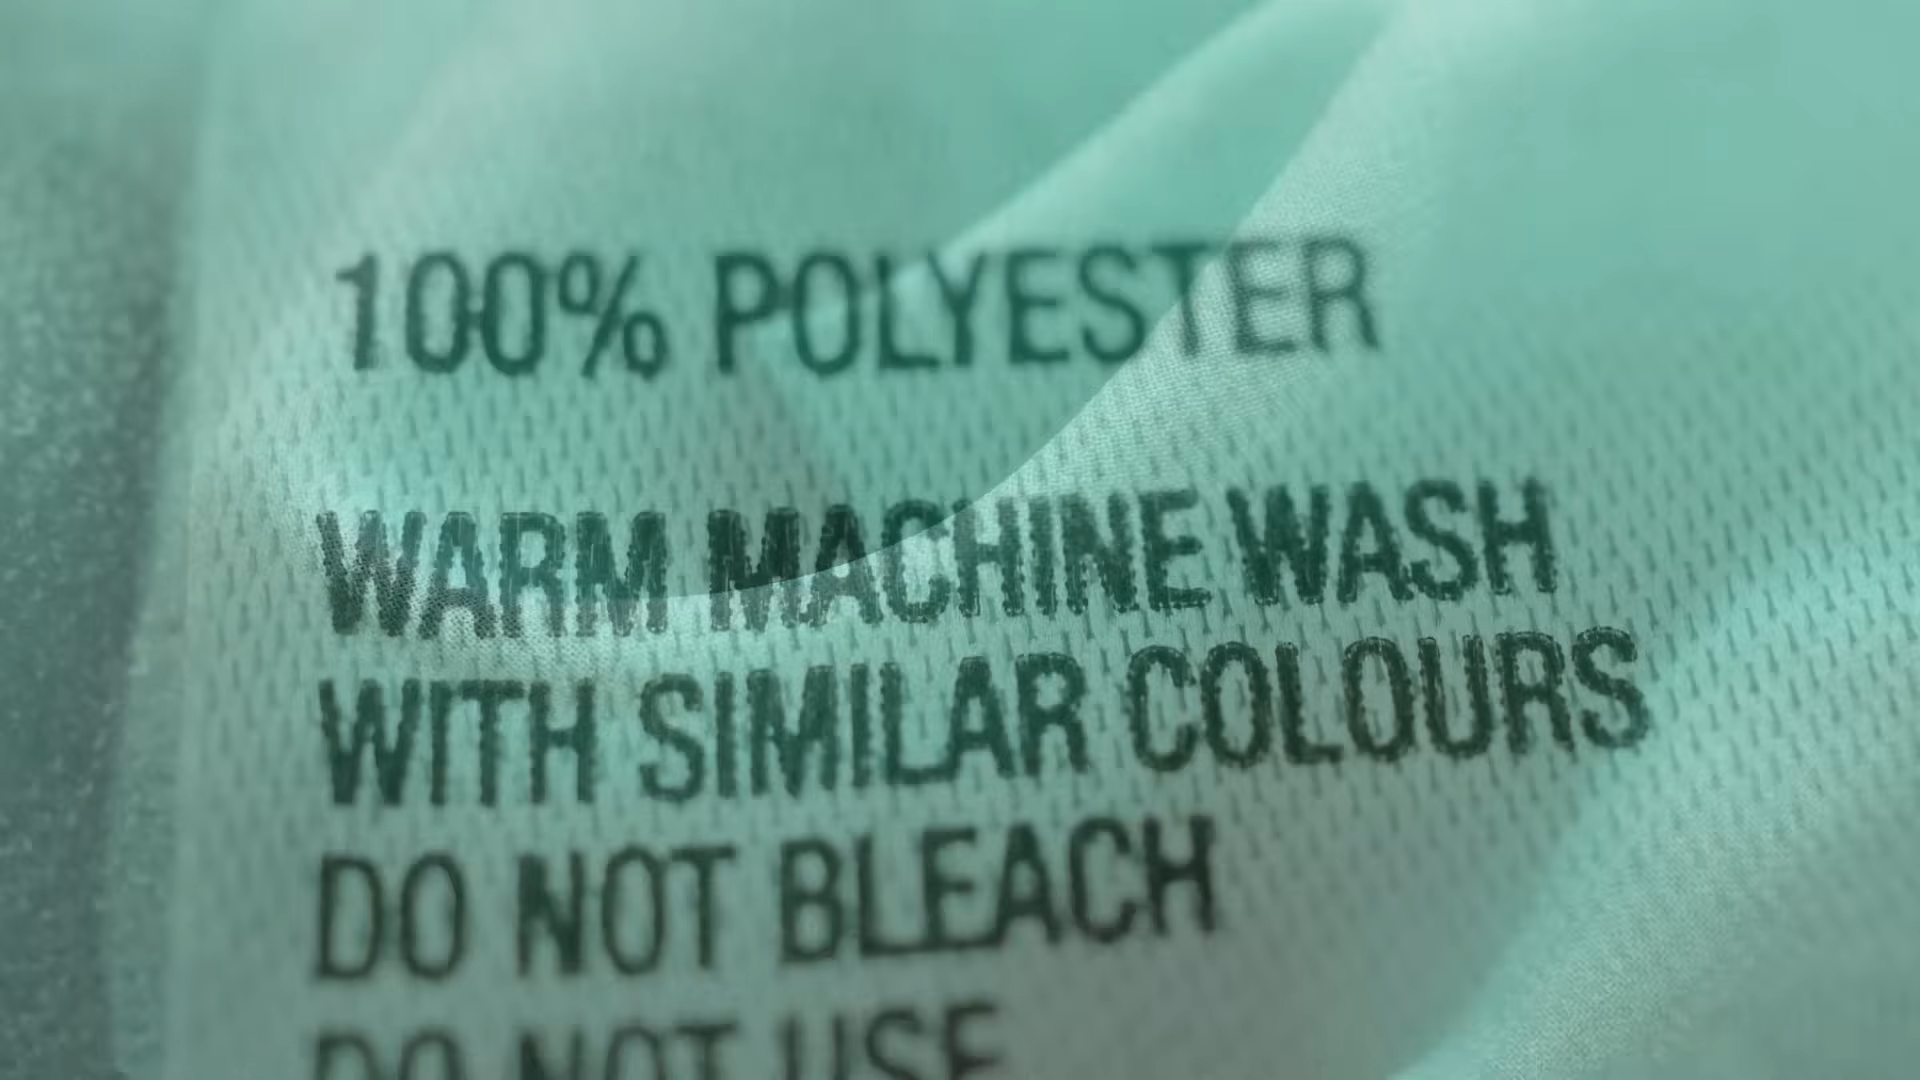 100% POLYESTER
WARM MACHINE WASH
WITH SIMILAR COLOURS
DO NOT BLEACH
DO NOT USE